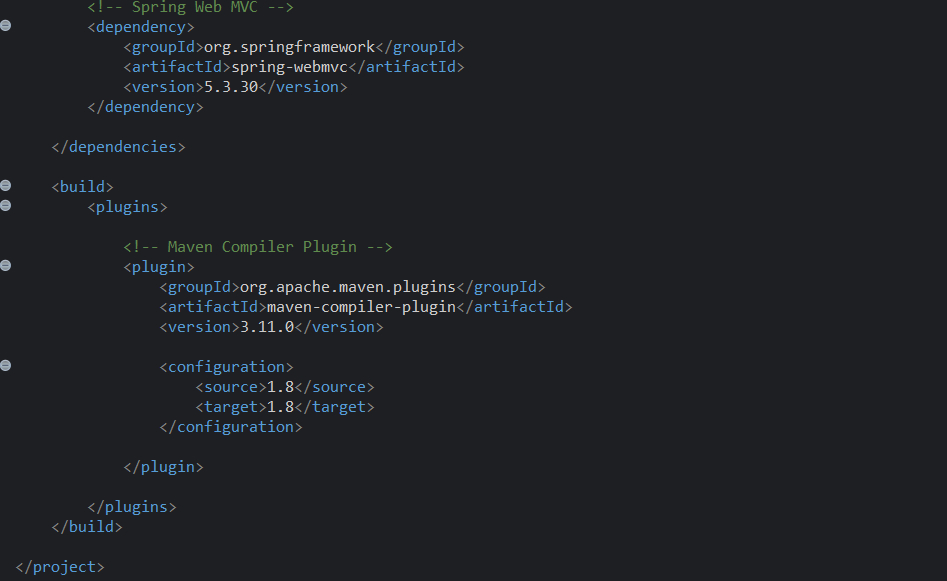 <!-- Spring Web MVC -->
<dependency>
<groupId>org.springframework</groupId>
<artifactId>spring-webmvc</artifactId>
<version>5.3.30</version>
</dependency>
</dependencies>
<build>
<plugins>
<!-- Maven Compiler Plugin -->
<plugin>
<groupId>org.apache.maven.plugins</groupId>
<artifactId>maven-compiler-plugin</artifactId>
<version>3.11.0</version>
<configuration>
<source>1.8</source>
<target>1.8</target>
</configuration>
</plugin>
</plugins>
</build>
</project>